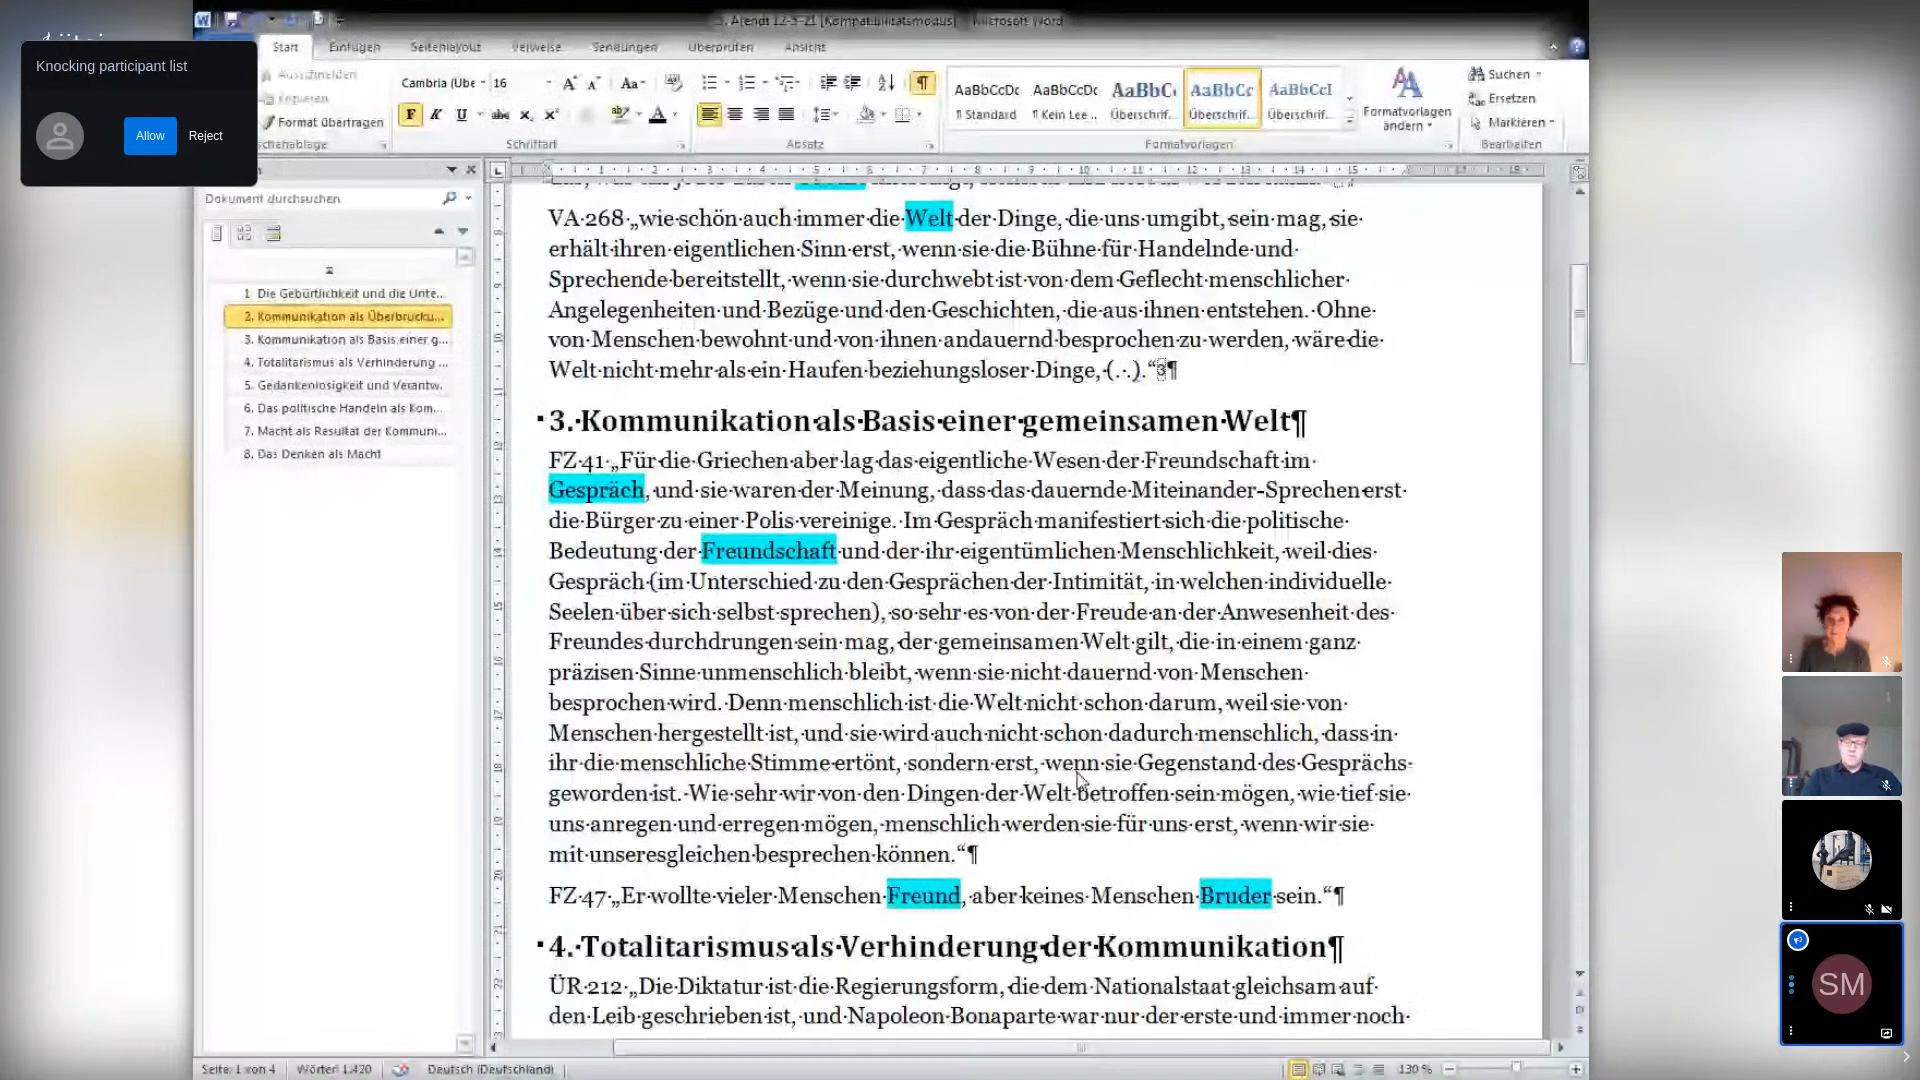 3. Arendt 12-5-21 [Kompatibilitätsmodus] - Microsoft Word
Knocking participant list
Allow
Reject
Start
Einfügen
Seitenlayout
Verweise
Sendungen
Überprüfen
Ansicht
Ausschneiden
Kopieren
Format übertragen
Cambria (Übe
16
F K U abc x₂ x²
Schriftart
Absatz
AaBbCcDc
¶ Standard
AaBbCcDc
¶ Kein Lee...
AaBbC
Überschrif...
AaBbCc
Überschrif...
AaBbCcI
Überschrif...
Formatvorlagen
ändern
Formatvorlagen
Suchen
Ersetzen
Markieren
Bearbeiten
Dokument durchsuchen
1 Die Gebürtlichkeit und die Unte...
2. Kommunikation als Überbrücku...
3. Kommunikation als Basis einer g...
4. Totalitarismus als Verhinderung ...
5. Gedankenlosigkeit und Verantw...
6. Das politische Handeln als Kom...
7. Macht als Resultat der Kommuni...
8. Das Denken als Macht
VA 268 „wie schön auch immer die Welt der Dinge, die uns umgibt, sein mag, sie
erhält ihren eigentlichen Sinn erst, wenn sie die Bühne für Handelnde und
Sprechende bereitstellt, wenn sie durchwebt ist von dem Geflecht menschlicher
Angelegenheiten und Bezüge und den Geschichten, die aus ihnen entstehen. Ohne
von Menschen bewohnt und von ihnen andauernd besprochen zu werden, wäre die
Welt nicht mehr als ein Haufen beziehungsloser Dinge, (. .).“3¶
3. Kommunikation als Basis einer gemeinsamen Welt¶
FZ 41 „Für die Griechen aber lag das eigentliche Wesen der Freundschaft im
Gespräch, und sie waren der Meinung, dass das dauernde Miteinander-Sprechen erst
die Bürger zu einer Polis vereinige. Im Gespräch manifestiert sich die politische
Bedeutung der Freundschaft und der ihr eigentümlichen Menschlichkeit, weil dies
Gespräch (im Unterschied zu den Gesprächen der Intimität, in welchen individuelle
Seelen über sich selbst sprechen), so sehr es von der Freude an der Anwesenheit des
Freundes durchdrungen sein mag, der gemeinsamen Welt gilt, die in einem ganz
präzisen Sinne unmenschlich bleibt, wenn sie nicht dauernd von Menschen
besprochen wird. Denn menschlich ist die Welt nicht schon darum, weil sie von
Menschen hergestellt ist, und sie wird auch nicht schon dadurch menschlich, dass in
ihr die menschliche Stimme ertönt, sondern erst, wenn sie Gegenstand des Gesprächs
geworden ist. Wie sehr wir von den Dingen der Welt betroffen sein mögen, wie tief sie
uns anregen und erregen mögen, menschlich werden sie für uns erst, wenn wir sie
mit unseresgleichen besprechen können.“¶
FZ 47 „Er wollte vieler Menschen Freund, aber keines Menschen Bruder sein.“¶
4. Totalitarismus als Verhinderung der Kommunikation¶
ÜR 212 „Die Diktatur ist die Regierungsform, die dem Nationalstaat gleichsam auf
den Leib geschrieben ist, und Napoleon Bonaparte war nur der erste und immer noch
SM
Seite: 1 von 4
Wörter: 1.420
Deutsch (Deutschland)
130 %